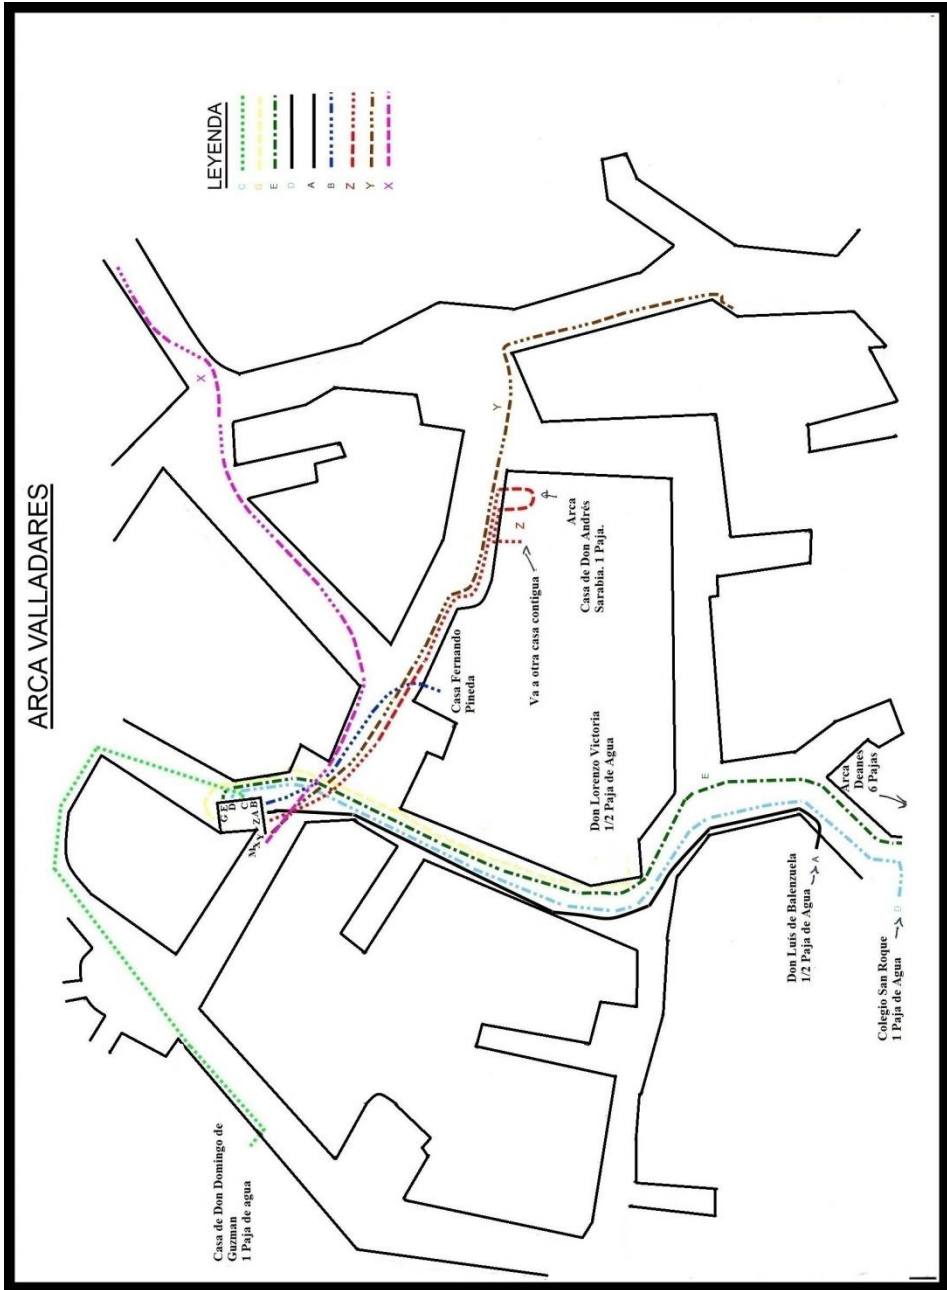 ARCA VALLADARES
LEYENDA
C
G
E
D
A
B
Z
Y
X
X
Y
Z
Arca
Casa de Don Andrés
Sarabia. 1 Paja.
Va a otra casa contigua
Casa Fernando
Pineda
G E
D
C
Z A B
Don Lorenzo Victoria
1/2 Paja de Agua
E
Arca
Deanes
6 Pajas
A
Don Luís de Balenzuela
1/2 Paja de Agua
D
Colegio San Roque
1 Paja de Agua
Casa de Don Domingo de
Guzman
1 Paja de agua